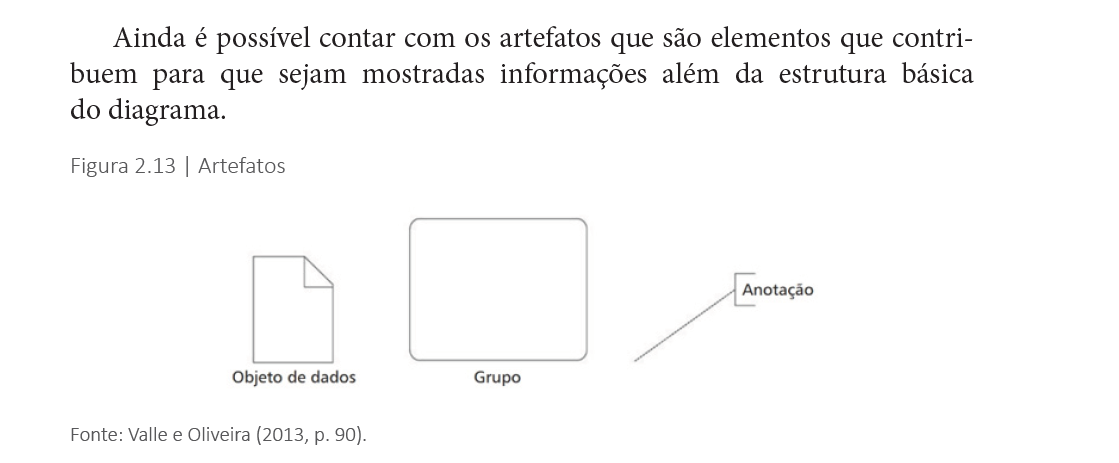 Ainda é possível contar com os artefatos que são elementos que contri-
buem para que sejam mostradas informações além da estrutura básica
do diagrama.
Figura 2.13 | Artefatos
Anotação
Objeto de dados
Grupo
Fonte: Valle e Oliveira (2013, p. 90).